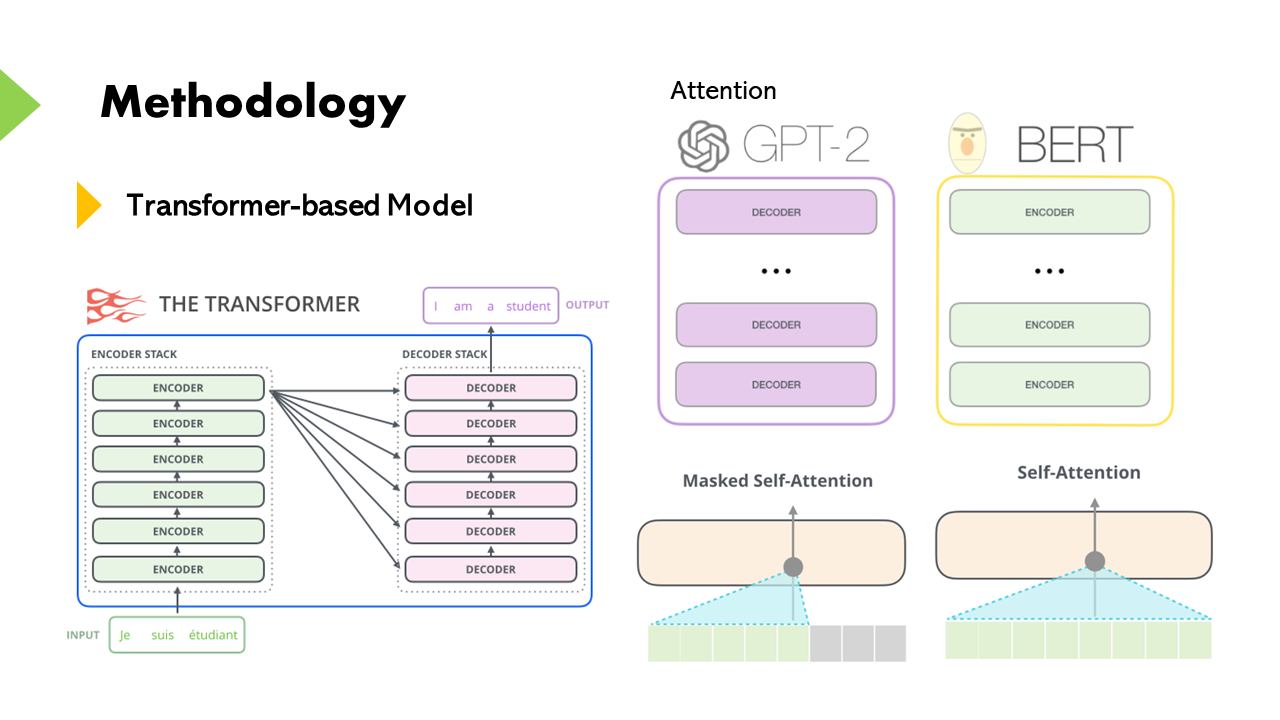 Methodology
Transformer-based Model
THE TRANSFORMER
I am a student
OUTPUT
ENCODER STACK
DECODER STACK
ENCODER
ENCODER
ENCODER
ENCODER
ENCODER
ENCODER
DECODER
DECODER
DECODER
DECODER
DECODER
DECODER
INPUT
Je suis étudiant
Attention
GPT-2
DECODER
...
DECODER
DECODER
BERT
ENCODER
...
ENCODER
ENCODER
Masked Self-Attention
Self-Attention